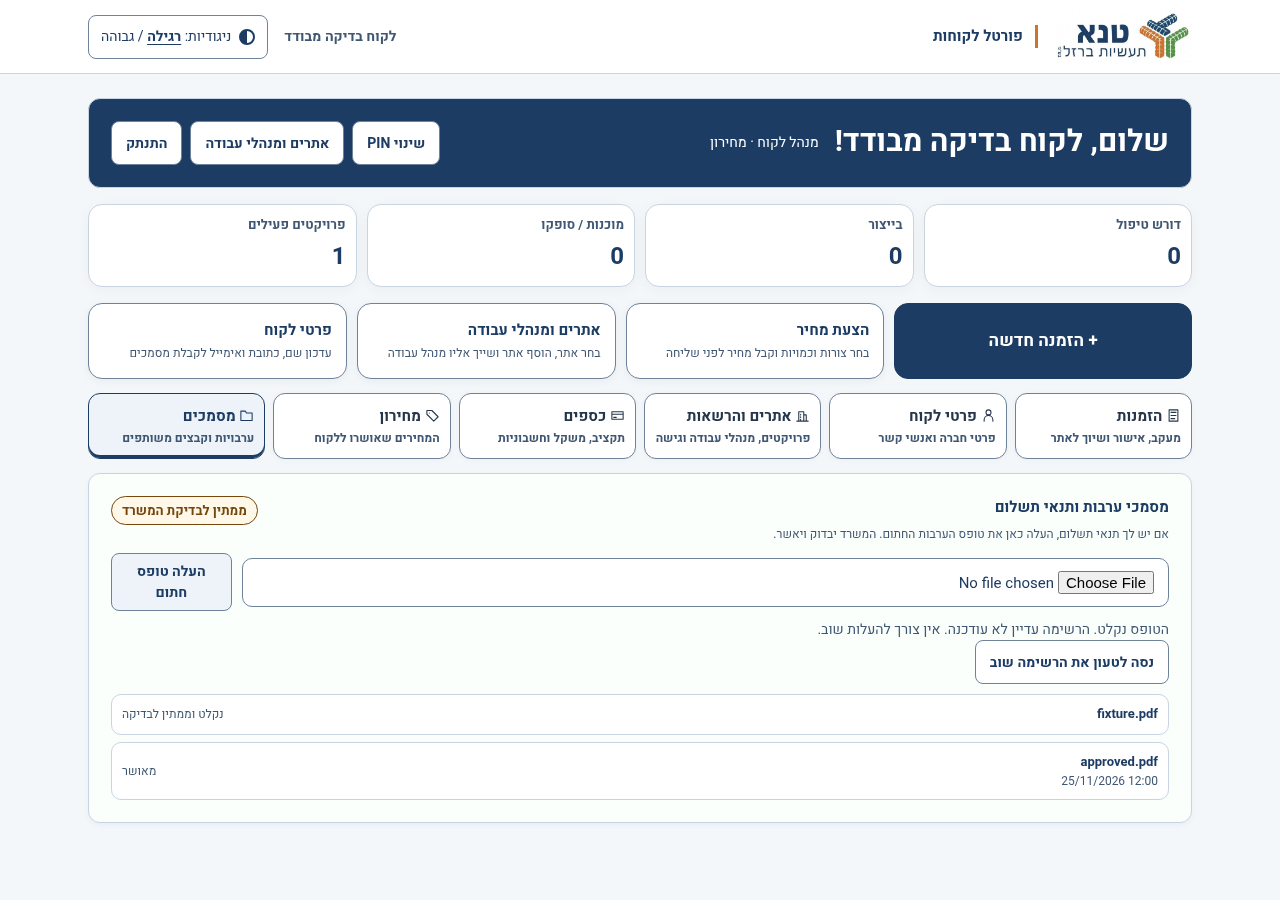 טנא
תעשיות ברזל
פורטל לקוחות
לקוח בדיקה מבודד
ניגודיות: רגילה / גבוהה
שלום, לקוח בדיקה מבודד!
מנהל לקוח · מחירון
שינוי PIN
אתרים ומנהלי עבודה
התנתק
דורש טיפול
0
בייצור
0
מוכנות / סופקו
0
פרויקטים פעילים
1
+ הזמנה חדשה
הצעת מחיר
בחר צורות וכמויות וקבל מחיר לפני שליחה
אתרים ומנהלי עבודה
בחר אתר, הוסף אתר ושייך אליו מנהל עבודה
פרטי לקוח
עדכון שם, כתובת ואימייל לקבלת מסמכים
הזמנות
מעקב, אישור ושיוך לאתר
פרטי לקוח
פרטי חברה ואנשי קשר
אתרים והרשאות
פרויקטים, מנהלי עבודה וגישה
כספים
תקציב, משקל וחשבוניות
מחירון
המחירים שאושרו ללקוח
מסמכים
ערבויות וקבצים משותפים
מסמכי ערבות ותנאי תשלום
ממתין לבדיקת המשרד
אם יש לך תנאי תשלום, העלה כאן את טופס הערבות החתום. המשרד יבדוק ויאשר.
Choose File No file chosen
העלה טופס
חתום
הטופס נקלט. הרשימה עדיין לא עודכנה. אין צורך להעלות שוב.
נסה לטעון את הרשימה שוב
fixture.pdf
נקלט וממתין לבדיקה
approved.pdf
25/11/2026 12:00
מאושר